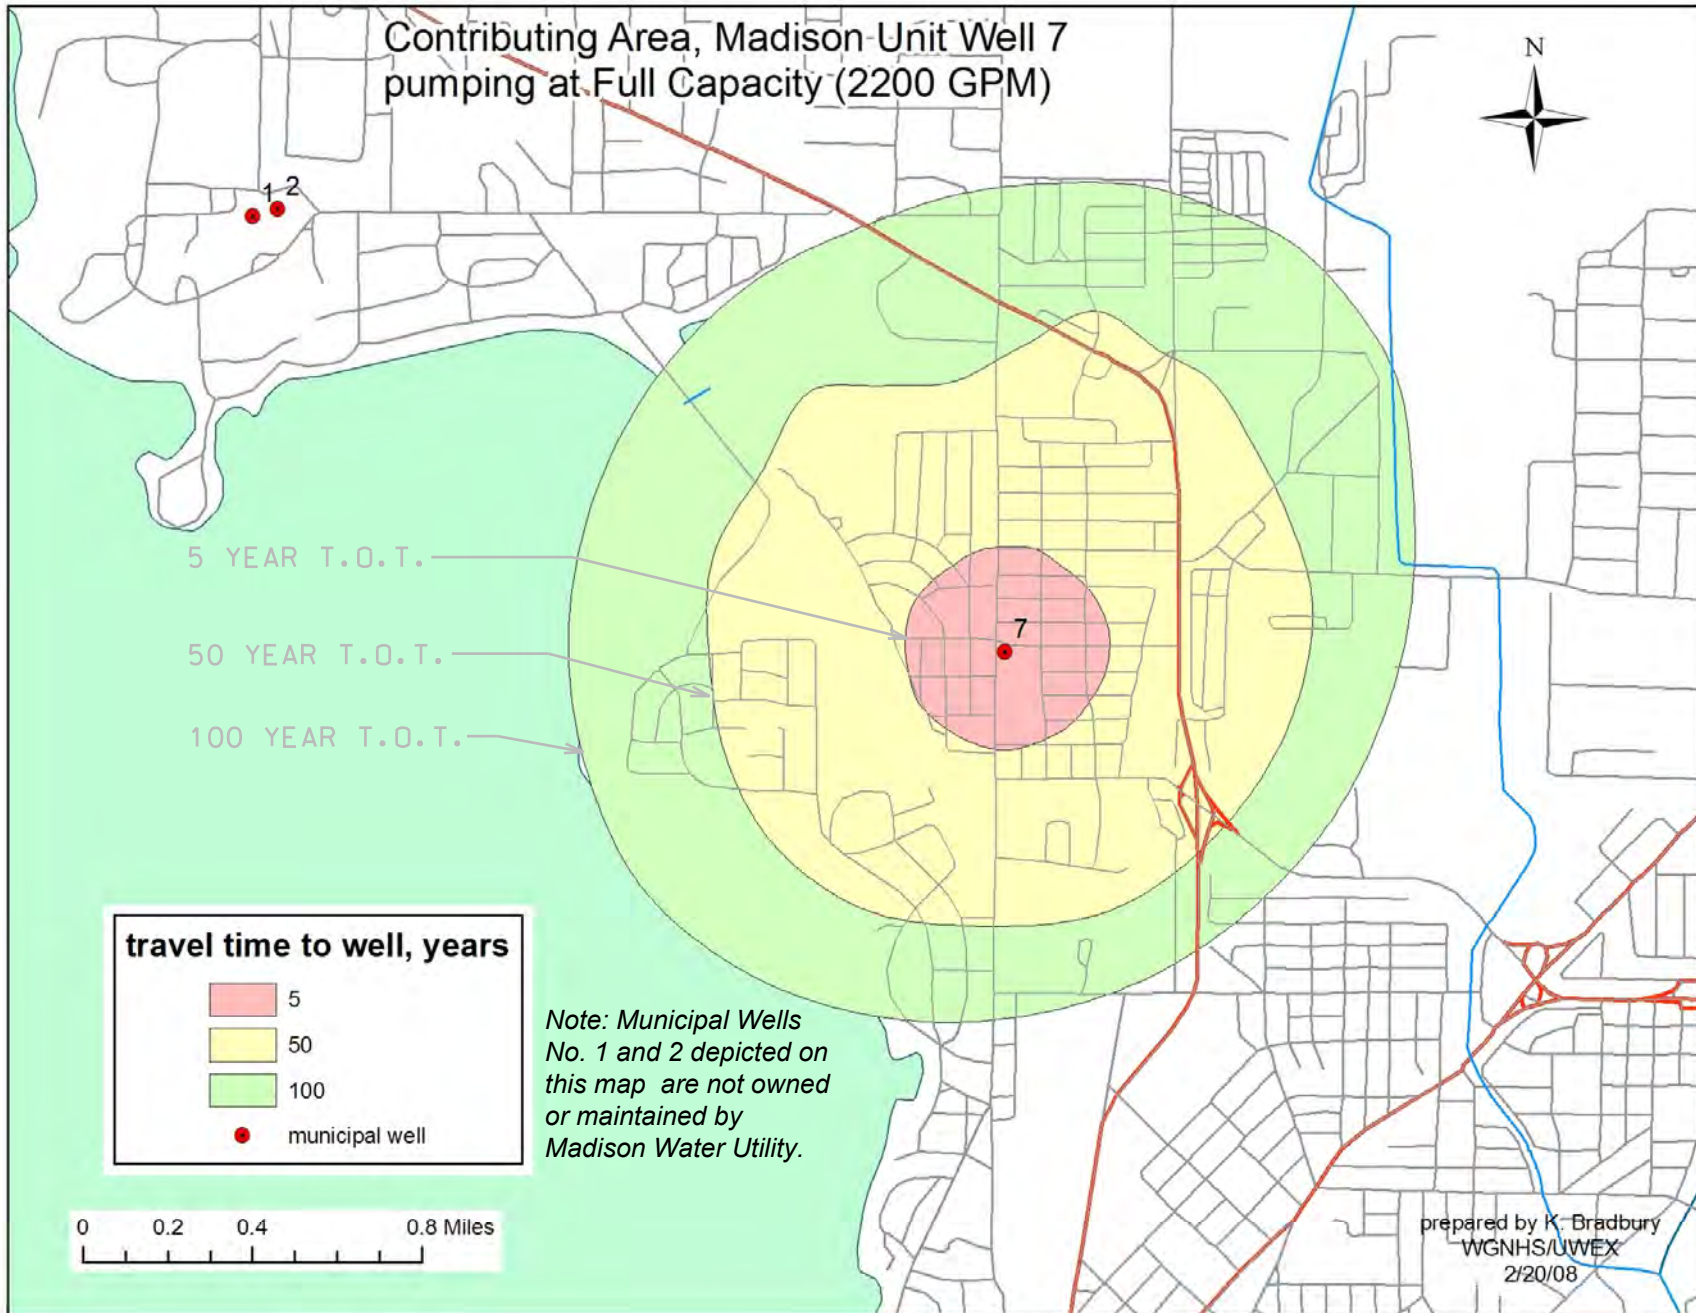 Contributing Area, Madison Unit Well 7
pumping at Full Capacity (2200 GPM)
N
1 2
5 YEAR T.O.T.
7
50 YEAR T.O.T.
100 YEAR T.O.T.
travel time to well, years
5
50
100
municipal well
Note: Municipal Wells
No. 1 and 2 depicted on
this map are not owned
or maintained by
Madison Water Utility.
0 0.2 0.4 0.8 Miles
prepared by K. Bradbury
WGNHS/UWEX
2/20/08